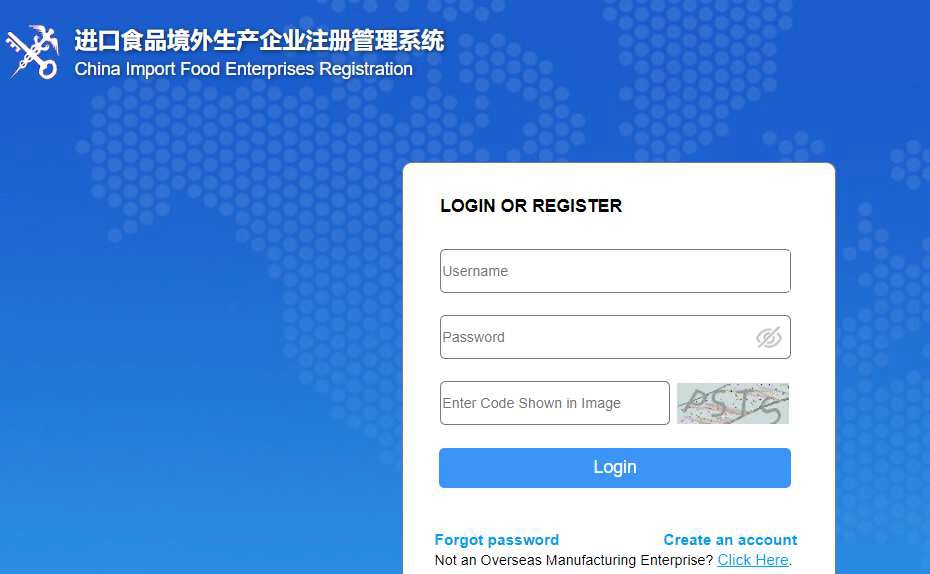 进口食品境外生产企业注册管理系统
China Import Food Enterprises Registration
LOGIN OR REGISTER
Username
Password
Enter Code Shown in Image
Login
Forgot password Create an account
Not an Overseas Manufacturing Enterprise? Click Here.